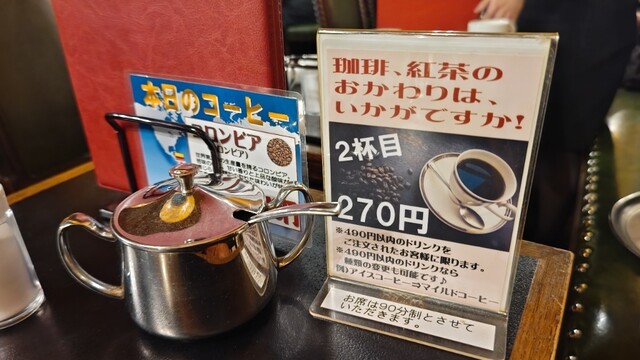 本日のコーヒー
コロンビア
珈琲、紅茶の
おかわりは、
いかがですか!
2杯目
270円
※490円以内のドリンクを
ご注文されたお客様に限ります。
※490円以内のドリンクなら
種類の変更も可能です♪
例)アイスコーヒー⇒マイルドコーヒー
お席は90分制とさせて
いただきます。